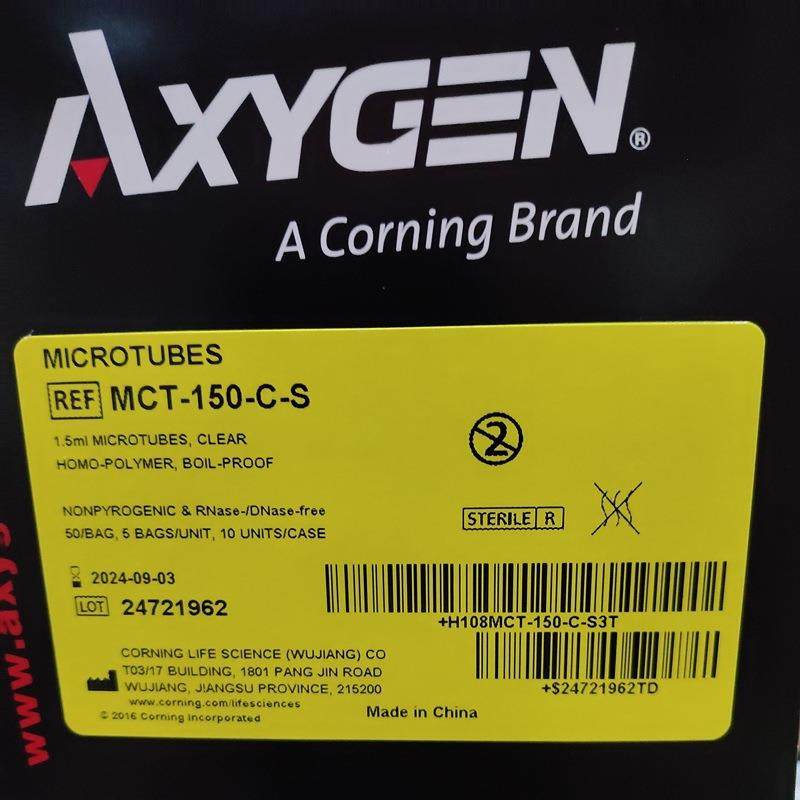 AXYGEN®
A Corning Brand
MICROTUBES
REF MCT-150-C-S
1.5ml MICROTUBES, CLEAR
HOMO-POLYMER, BOIL-PROOF
2
NONPYROGENIC & RNase-/DNase-free
50/BAG, 5 BAGS/UNIT, 10 UNITS/CASE
STERILE R
2024-09-03
LOT 24721962
+H108MCT-150-C-S3T
+$24721962TD
CORNING LIFE SCIENCE (WUJIANG) CO
T03/17 BUILDING, 1801 PANG JIN ROAD
WUJIANG, JIANGSU PROVINCE, 215200
www.corning.com/lifesciences
© 2016 Corning Incorporated
Made in China
www.axyg